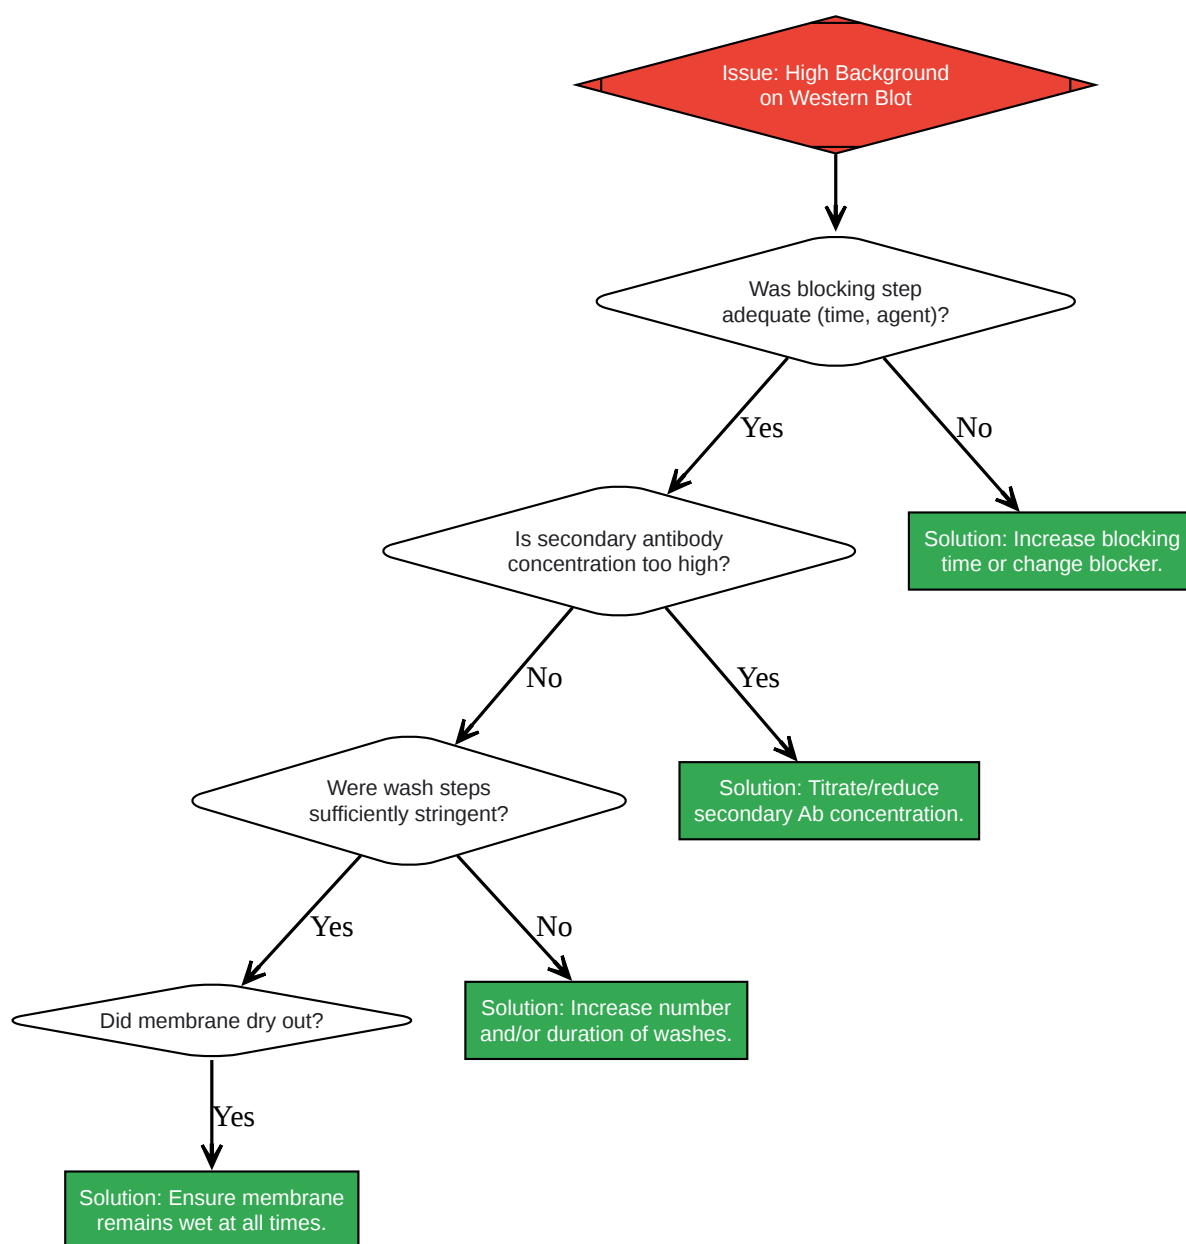 Issue: High Background
on Western Blot
Was blocking step
adequate (time, agent)?
Yes
No
Is secondary antibody
concentration too high?
Solution: Increase blocking
time or change blocker.
No
Yes
Were wash steps
sufficiently stringent?
Solution: Titrate/reduce
secondary Ab concentration.
Yes
No
Did membrane dry out?
Solution: Increase number
and/or duration of washes.
Yes
Solution: Ensure membrane
remains wet at all times.